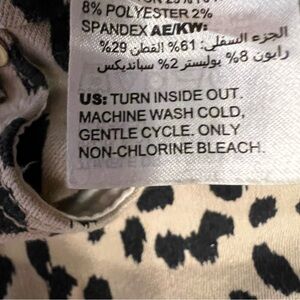 8% POLYESTER 2%
SPANDEX AE/KW:
الجزء السفلي: 61% القطن 29%
رايون 8% بوليستر 2% سبانديكس
US: TURN INSIDE OUT.
MACHINE WASH COLD,
GENTLE CYCLE. ONLY
NON-CHLORINE BLEACH.